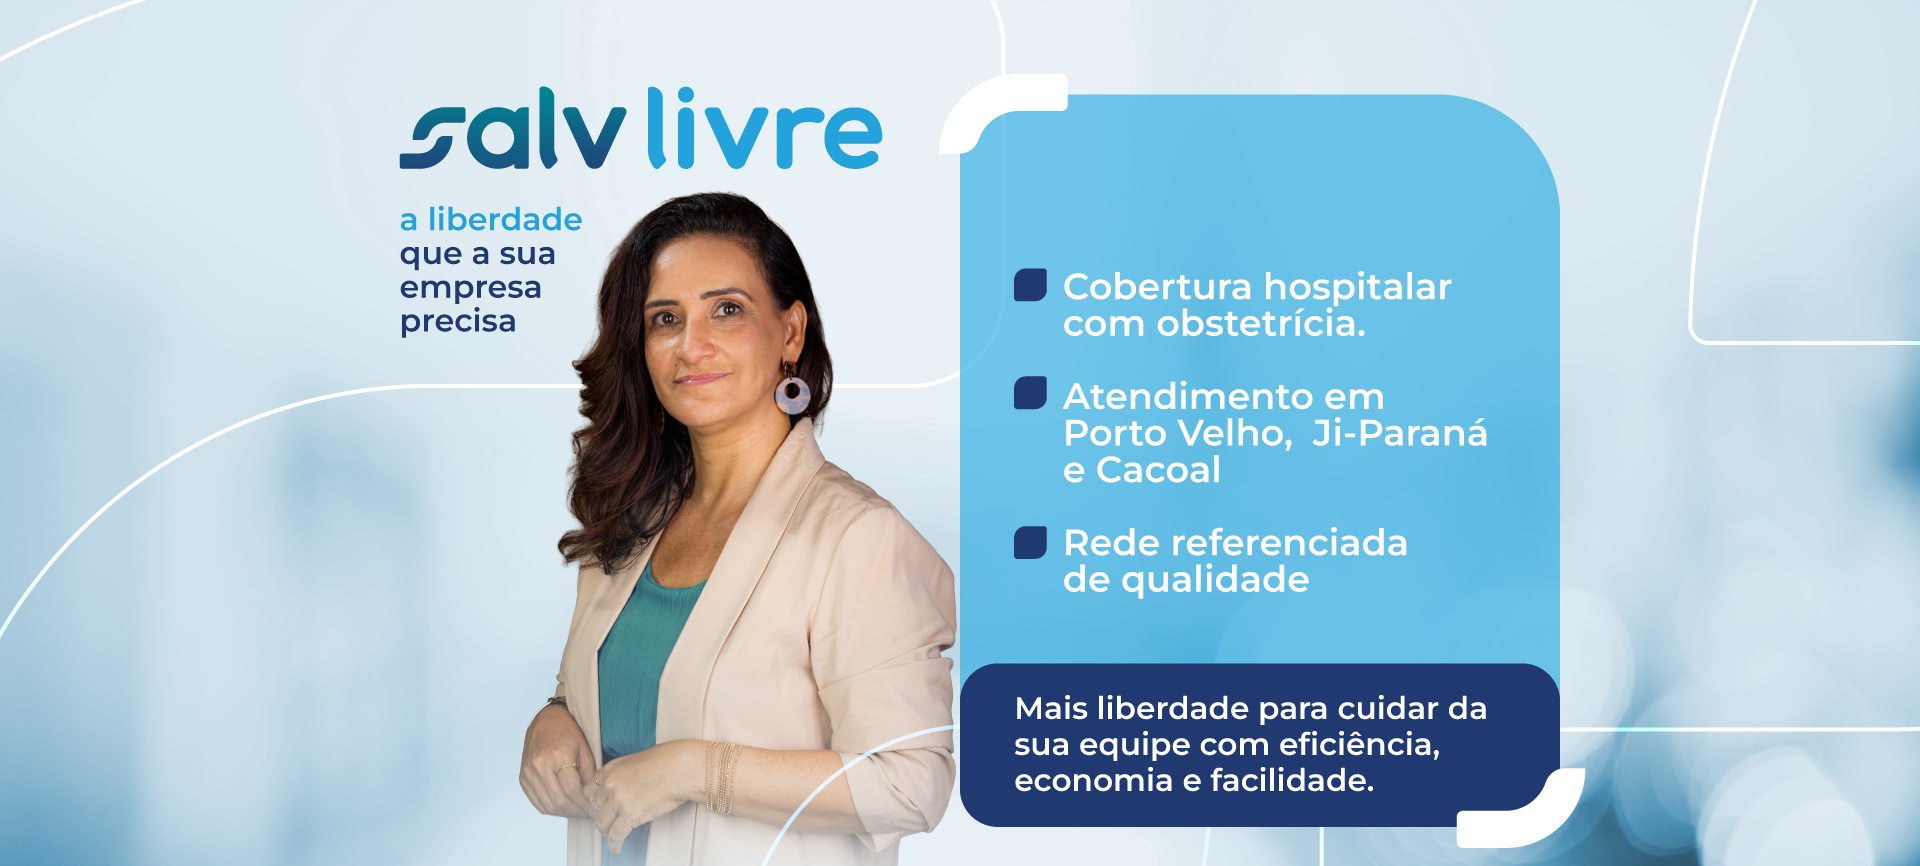 salv livre
a liberdade
que a sua
empresa
precisa
Cobertura hospitalar
com obstetrícia.
Atendimento em
Porto Velho, Ji-Paraná
e Cacoal
Rede referenciada
de qualidade
Mais liberdade para cuidar da
sua equipe com eficiência,
economia e facilidade.